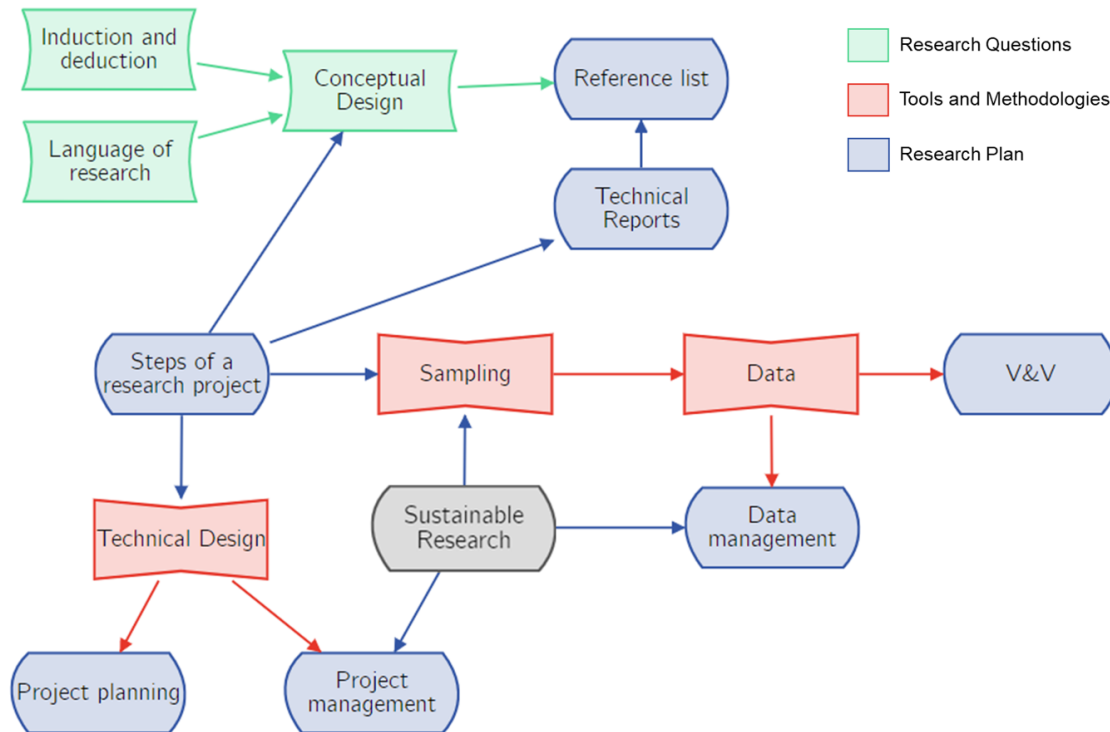 Induction and
deduction
Conceptual
Design
Reference list
Research Questions
Tools and Methodologies
Research Plan
Language of
research
Technical
Reports
Steps of a
research project
Sampling
Data
V&V
Technical Design
Sustainable
Research
Data
management
Project planning
Project
management